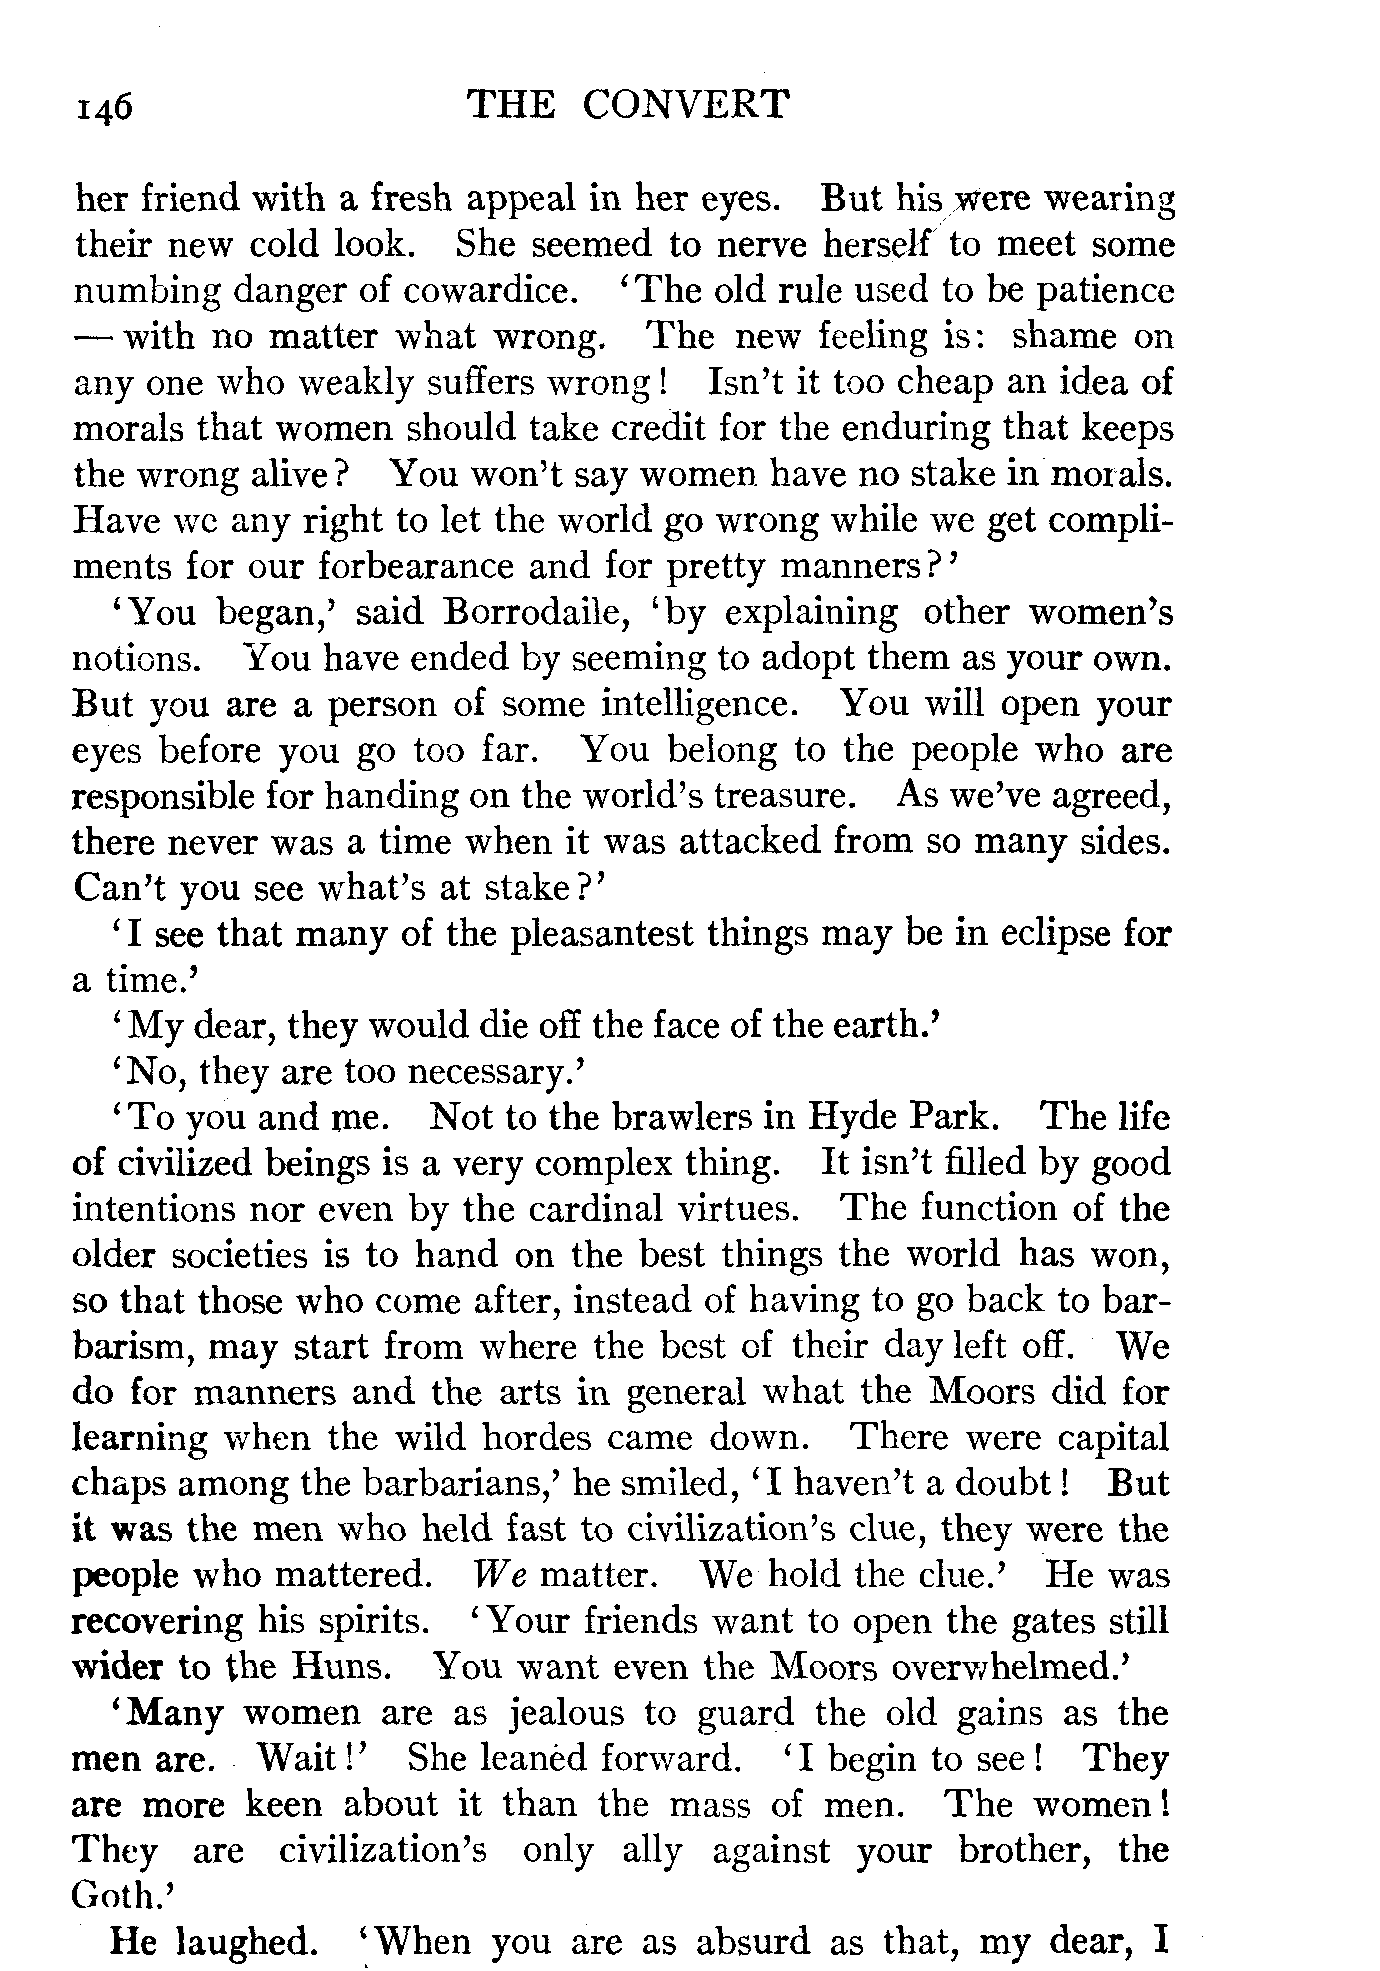 146 THE CONVERT
her friend with a fresh appeal in her eyes. But his were wearing
their new cold look. She seemed to nerve herself to meet some
numbing danger of cowardice. ‘The old rule used to be patience
— with no matter what wrong. The new feeling is: shame on
any one who weakly suffers wrong! Isn't it too cheap an idea of
morals that women should take credit for the enduring that keeps
the wrong alive? You won't say women have no stake in morals.
Have we any right to let the world go wrong while we get compli-
ments for our forbearance and for pretty manners?’
‘You began,’ said Borrodaile, ‘by explaining other women's
notions. You have ended by seeming to adopt them as your own.
But you are a person of some intelligence. You will open your
eyes before you go too far. You belong to the people who are
responsible for handing on the world's treasure. As we've agreed,
there never was a time when it was attacked from so many sides.
Can't you see what's at stake?’
‘I see that many of the pleasantest things may be in eclipse for
a time.’
‘My dear, they would die off the face of the earth.’
‘No, they are too necessary.’
‘To you and me. Not to the brawlers in Hyde Park. The life
of civilized beings is a very complex thing. It isn't filled by good
intentions nor even by the cardinal virtues. The function of the
older societies is to hand on the best things the world has won,
so that those who come after, instead of having to go back to bar-
barism, may start from where the best of their day left off. We
do for manners and the arts in general what the Moors did for
learning when the wild hordes came down. There were capital
chaps among the barbarians,’ he smiled, ‘I haven't a doubt! But
it was the men who held fast to civilization's clue, they were the
people who mattered. We matter. We hold the clue.’ He was
recovering his spirits. ‘Your friends want to open the gates still
wider to the Huns. You want even the Moors overwhelmed.’
‘Many women are as jealous to guard the old gains as the
men are. Wait!’ She leaned forward. ‘I begin to see! They
are more keen about it than the mass of men. The women!
They are civilization's only ally against your brother, the
Goth.’
He laughed. ‘When you are as absurd as that, my dear, I